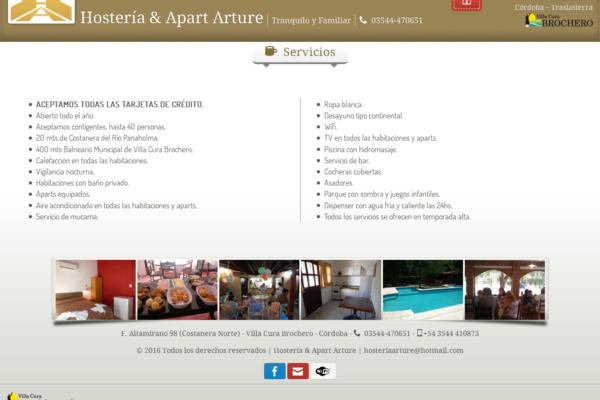 Hostería & Apart Arture | Tranquilo y Familiar | 03544-470651
Córdoba - Traslasierra
Villa Cura
BROCHERO
Servicios
ACEPTAMOS TODAS LAS TARJETAS DE CRÉDITO.
Abierto todo el año.
Aceptamos contigentes, hasta 40 personas.
20 mts de Costanera del Río Panaholma.
400 mts Balneario Municipal de Villa Cura Brochero.
Calefacción en todas las habitaciones.
Vigilancia nocturna.
Habitaciones con baño privado.
Aparts equipados.
Aire acondicionado en todas las habitaciones y aparts.
Servicio de mucama.
Ropa blanca.
Desayuno tipo continental.
Wifi.
TV en todos las habitaciones y aparts.
Piscina con hidromasaje.
Servicio de bar.
Cocheras cubiertas.
Asadores.
Parque con sombra y juegos infantiles.
Dispenser con agua fria y caliente las 24hs.
Todos los servicios se ofrecen en temporada alta.
F. Altamirano 98 (Costanera Norte) - Villa Cura Brochero - Córdoba - 03544-470651 - +54 3544 410873
© 2016 Todos los derechos reservados | Hosteria & Apart Arture | hosteriaarture@hotmail.com
Villa Cura